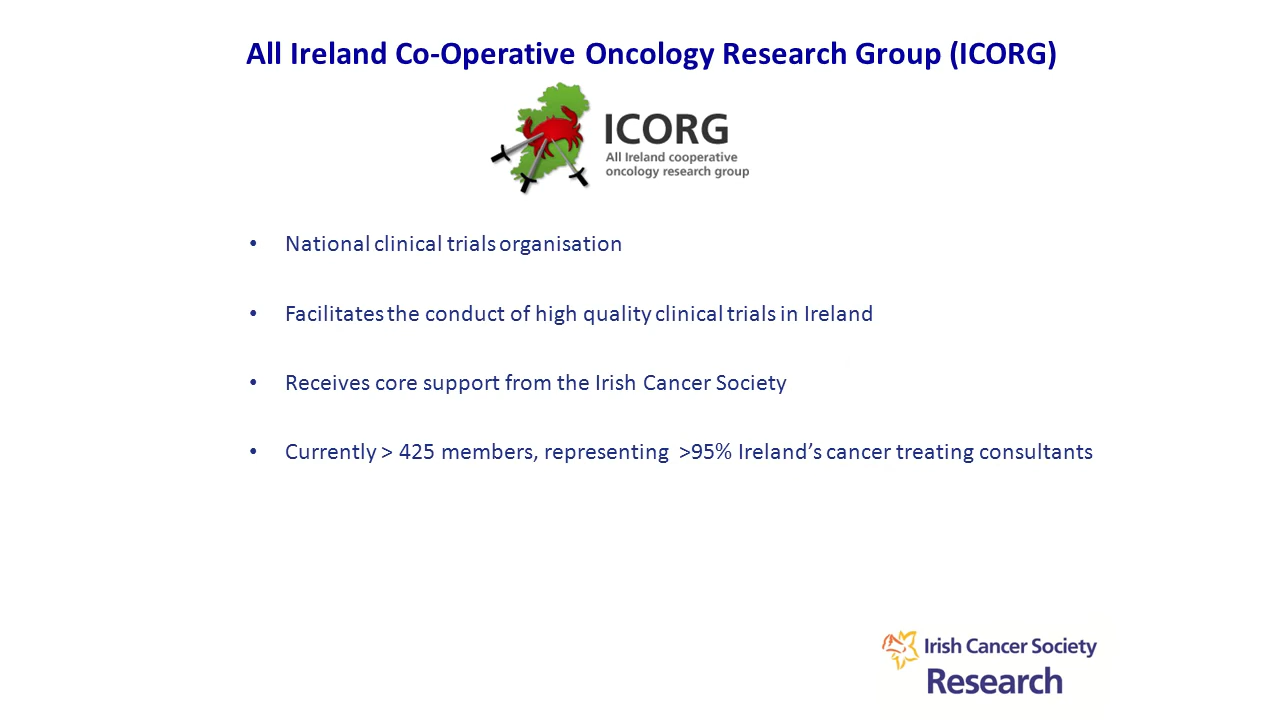 All Ireland Co-Operative Oncology Research Group (ICORG)
ICORG
All Ireland cooperative
oncology research group
• National clinical trials organisation
• Facilitates the conduct of high quality clinical trials in Ireland
• Receives core support from the Irish Cancer Society
• Currently > 425 members, representing >95% Ireland’s cancer treating consultants
Irish Cancer Society
Research